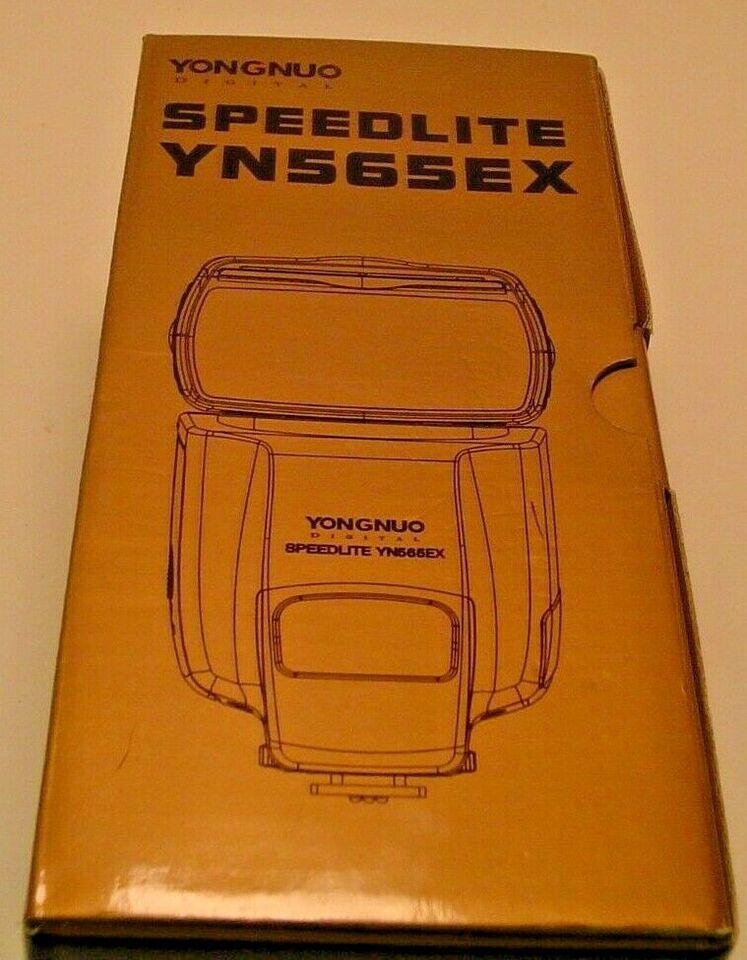 YONGNUO
DIGITAL
SPEEDLITE
YN565EX
YONGNUO
DIGITAL
SPEEDLITE YN565EX